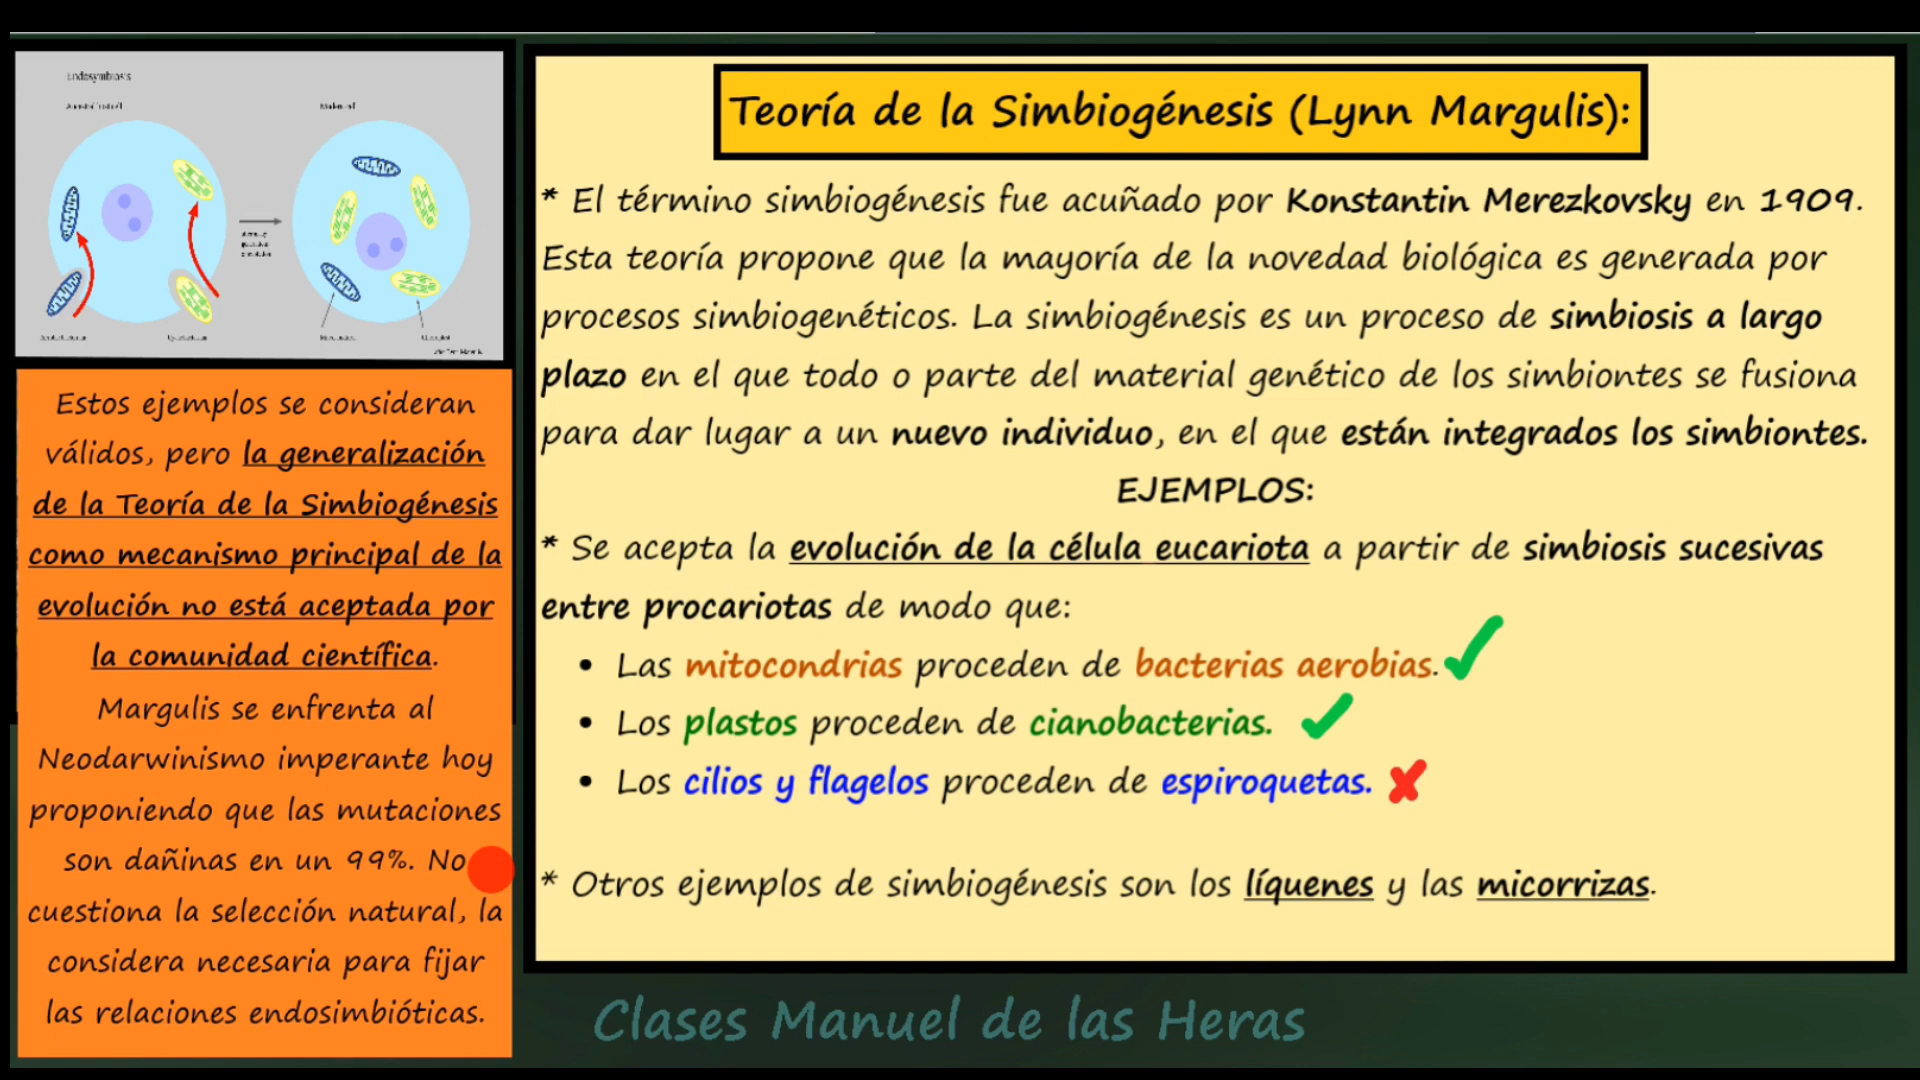 Endosymbiosis
Teoría de la Simbiogénesis (Lynn Margulis):
* El término simbiogénesis fue acuñado por Konstantin Merezkovsky en 1909.
Esta teoría propone que la mayoría de la novedad biológica es generada por
procesos simbiogenéticos. La simbiogénesis es un proceso de simbiosis a largo
plazo en el que todo o parte del material genético de los simbiontes se fusiona
para dar lugar a un nuevo individuo, en el que están integrados los simbiontes.
EJEMPLOS:
* Se acepta la evolución de la célula eucariota a partir de simbiosis sucesivas
entre procariotas de modo que:
• Las mitocondrias proceden de bacterias aerobias.
• Los plastos proceden de cianobacterias.
• Los cilios y flagelos proceden de espiroquetas.
* Otros ejemplos de simbiogénesis son los líquenes y las micorrizas.
Estos ejemplos se consideran
válidos, pero la generalización
de la Teoría de la Simbiogénesis
como mecanismo principal de la
evolución no está aceptada por
la comunidad científica.
Margulis se enfrenta al
Neodarwinismo imperante hoy
proponiendo que las mutaciones
son dañinas en un 99%. No
cuestiona la selección natural, la
considera necesaria para fijar
las relaciones endosimbióticas.
Clases Manuel de las Heras